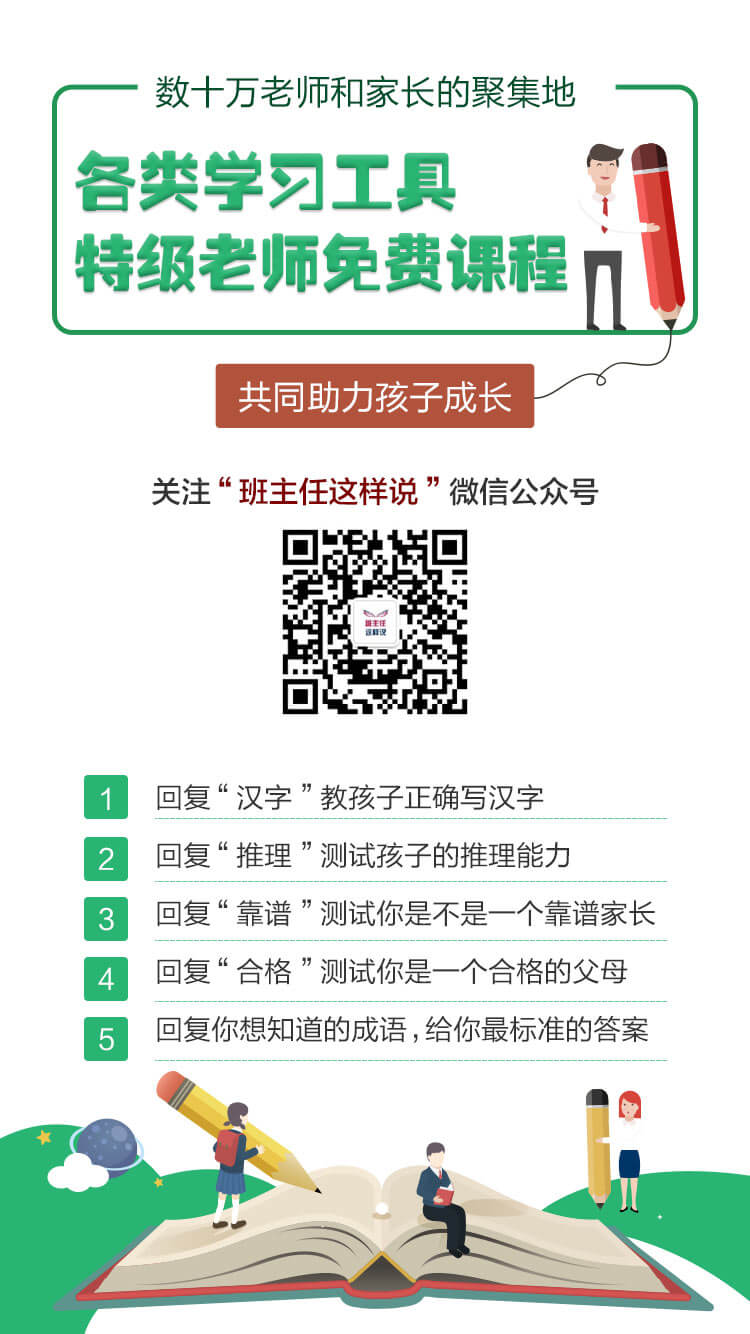 数十万老师和家长的聚集地
各类学习工具
特级老师免费课程
共同助力孩子成长
关注“班主任这样说”微信公众号
班主任
这样说
1 回复“汉字”教孩子正确写汉字
2 回复“推理”测试孩子的推理能力
3 回复“靠谱”测试你是不是一个靠谱家长
4 回复“合格”测试你是一个合格的父母
5 回复你想知道的成语,给你最标准的答案